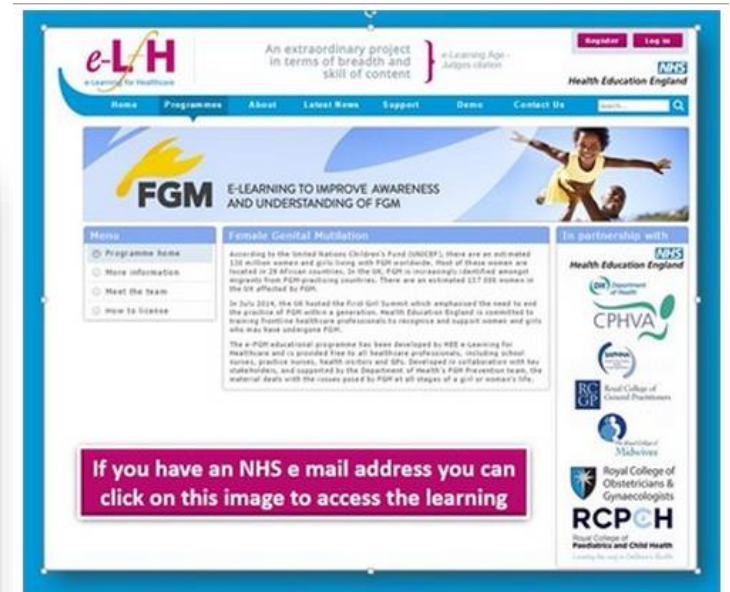 e-LfH
e-Learning for Healthcare
An extraordinary project
in terms of breadth and
skill of content
e-Learning Age -
Judges citation
Register
Log in
NHS
Health Education England
Home
Programmes
About
Latest News
Support
Demo
Contact Us
search...
FGM
E-LEARNING TO IMPROVE AWARENESS
AND UNDERSTANDING OF FGM
Menu
Programme home
More information
Meet the team
How to license
Female Genital Mutilation
According to the United Nations Children's Fund (UNICEF), there are an estimated
130 million women and girls living with FGM worldwide. Most of these women are
located in 29 African countries. In the UK, FGM is increasingly identified amongst
migrants from FGM-practising countries. There are an estimated 137 000 women in
the UK affected by FGM.
In July 2014, the UK hosted the First Girl Summit which emphasised the need to end
the practice of FGM within a generation. Health Education England is committed to
training frontline healthcare professionals to recognise and support women and girls
who may have undergone FGM.
The e-FGM educational programme has been developed by HEE e-Learning for
Healthcare and is provided free to all healthcare professionals, including school
nurses, practice nurses, health visitors and GPs. Developed in collaboration with key
stakeholders, and supported by the Department of Health's FGM Prevention team, the
material deals with the issues posed by FGM at all stages of a girl or woman's life.
In partnership with
NHS
Health Education England
DH Department
of Health
CPHVA
SAPHNA
RC
GP
Royal College of
General Practitioners
The Royal College of
Midwives
Royal College of
Obstetricians &
Gynaecologists
RCPCH
Royal College of
Paediatrics and Child Health
Leading the way in Children's Health
If you have an NHS e mail address you can
click on this image to access the learning